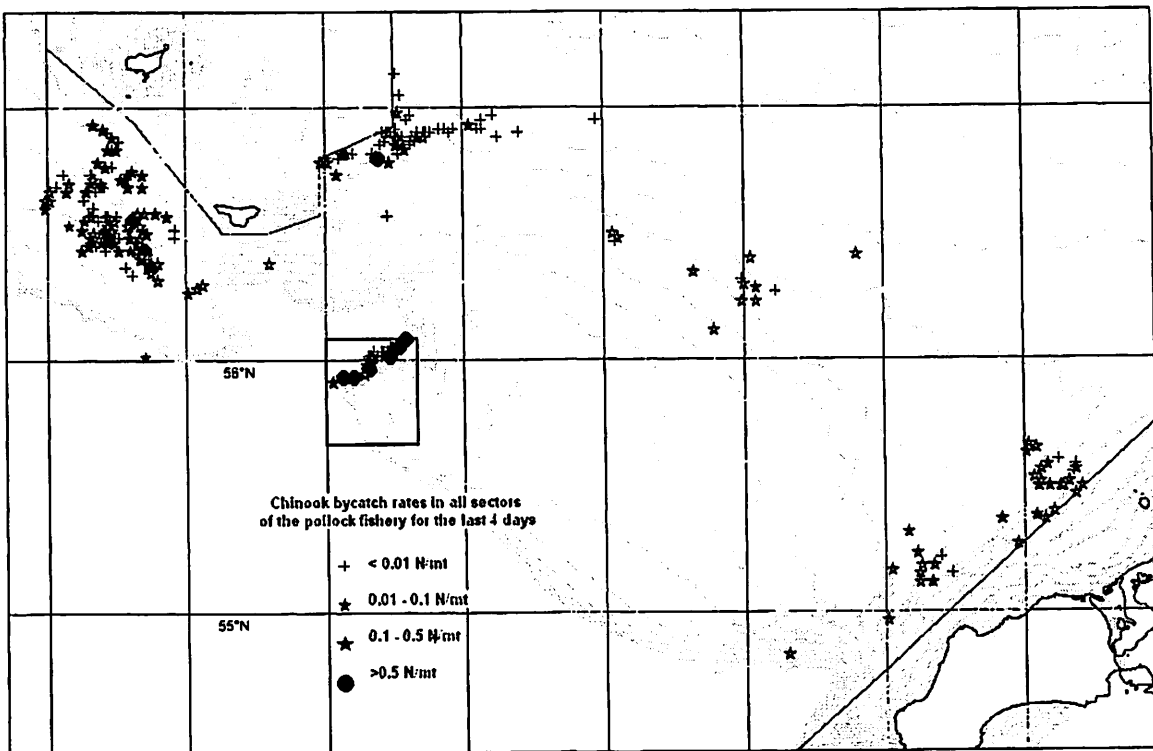 56°N
Chinook bycatch rates in all sectors
of the pollock fishery for the last 4 days
< 0.01 N/mt
0.01 - 0.1 N/mt
55°N
0.1 - 0.5 N/mt
>0.5 N/mt